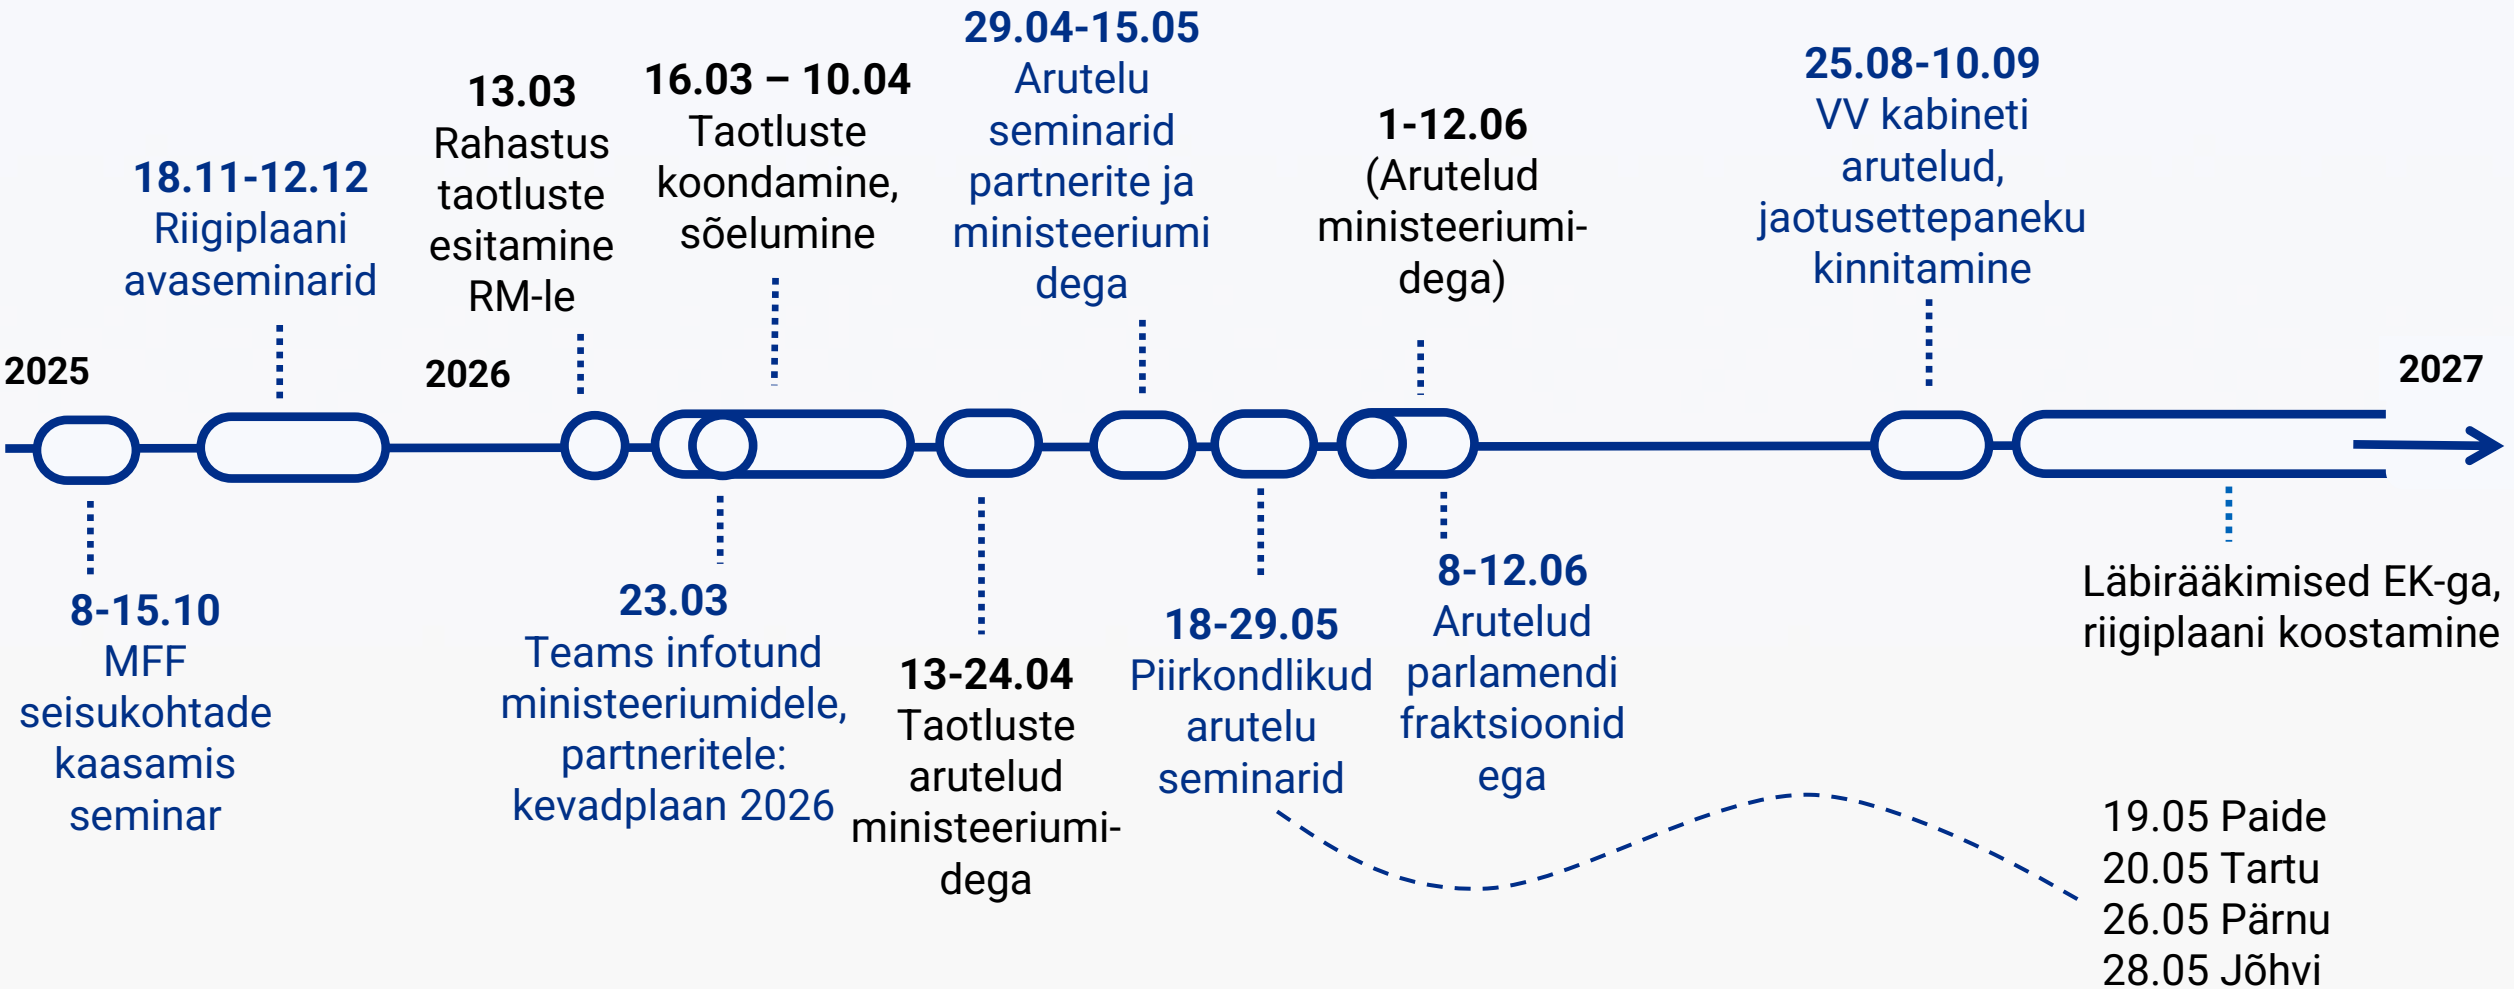 29.04-15.05
Arutelu
seminarid
partnerite ja
ministeeriumi
dega
25.08-10.09
VV kabineti
arutelud,
jaotusettepaneku
kinnitamine
16.03 – 10.04
Taotluste
koondamine,
sõelumine
13.03
Rahastus
taotluste
esitamine
RM-le
1-12.06
(Arutelud
ministeeriumi-
dega)
18.11-12.12
Riigiplaani
avaseminarid
2025
2026
2027
8-15.10
MFF
seisukohtade
kaasamis
seminar
23.03
Teams infotund
ministeeriumidele,
partneritele:
kevadplaan 2026
13-24.04
Taotluste
arutelud
ministeeriumi-
dega
18-29.05
Piirkondlikud
arutelu
seminarid
8-12.06
Arutelud
parlamendi
fraktsioonid
ega
Läbirääkimised EK-ga,
riigiplaani koostamine
19.05 Paide
20.05 Tartu
26.05 Pärnu
28.05 Jõhvi